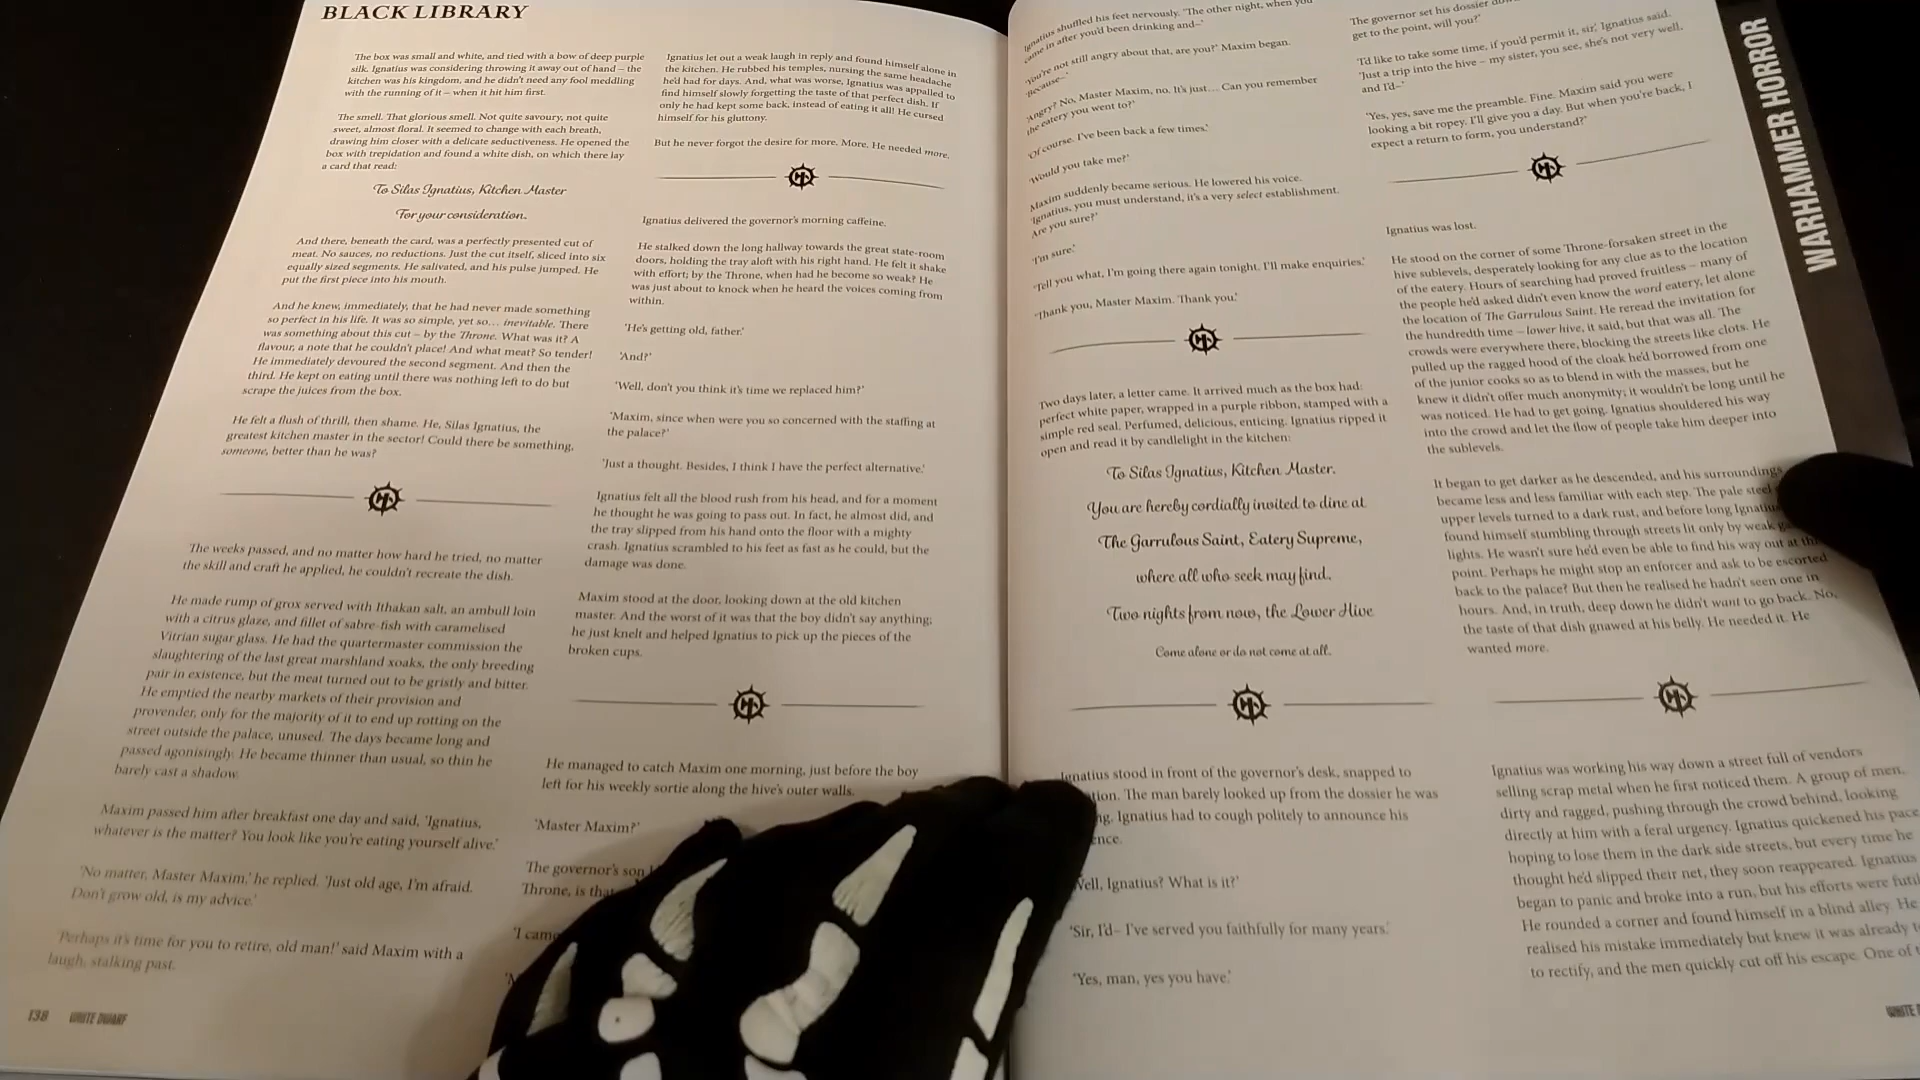 BLACK LIBRARY
The box was small and white, and tied with a bow of deep purple
silk. Ignatius was considering throwing it away out of hand – the
kitchen was his kingdom, and he didn't need any fool meddling
with the running of it – when it hit him first.
The smell. That glorious smell. Not quite savoury, not quite
sweet, almost floral. It seemed to change with each breath,
drawing him closer with a delicate seductiveness. He opened the
box with trepidation and found a white dish, on which there lay
a card that read:
To Silas Ignatius, Kitchen Master
For your consideration.
And there, beneath the card, was a perfectly presented cut of
meat. No sauces, no reductions. Just the cut itself, sliced into six
equally sized segments. He salivated, and his pulse jumped. He
put the first piece into his mouth.
And he knew, immediately, that he had never made something
so perfect in his life. It was so simple, yet so… inevitable. There
was something about this cut – by the Throne. What was it? A
flavour, a note that he couldn't place! And what meat? So tender!
He immediately devoured the second segment. And then the
third. He kept on eating until there was nothing left to do but
scrape the juices from the box.
He felt a flush of thrill, then shame. He, Silas Ignatius, the
greatest kitchen master in the sector! Could there be something,
someone, better than he was?
The weeks passed, and no matter how hard he tried, no matter
the skill and craft he applied, he couldn't recreate the dish.
He made rump of grox served with Ithakan salt, an ambull loin
with a citrus glaze, and fillet of sabre-fish with caramelised
Vitrian sugar glass. He had the quartermaster commission the
slaughtering of the last great marshland xoaks, the only breeding
pair in existence, but the meat turned out to be gristly and bitter.
He emptied the nearby markets of their provision and
provender, only for the majority of it to end up rotting on the
street outside the palace, unused. The days became long and
passed agonisingly. He became thinner than usual, so thin he
barely cast a shadow.
Maxim passed him after breakfast one day and said, 'Ignatius,
whatever is the matter? You look like you're eating yourself alive.'
'No matter, Master Maxim,' he replied. 'Just old age, I'm afraid.
Don't grow old, is my advice.'
'Perhaps it's time for you to retire, old man!' said Maxim with a
laugh, stalking past.
138 WHITE DWARF
Ignatius let out a weak laugh in reply and found himself alone in
the kitchen. He rubbed his temples, nursing the same headache
he'd had for days. And, what was worse, Ignatius was appalled to
find himself slowly forgetting the taste of that perfect dish. If
only he had kept some back, instead of eating it all! He cursed
himself for his gluttony.
But he never forgot the desire for more. More. He needed more.
Ignatius delivered the governor's morning caffeine.
He stalked down the long hallway towards the great state-room
doors, holding the tray aloft with his right hand. He felt it shake
with effort; by the Throne, when had he become so weak? He
was just about to knock when he heard the voices coming from
within.
'He's getting old, father.'
'And?'
'Well, don't you think it's time we replaced him?'
'Maxim, since when were you so concerned with the staffing at
the palace?'
'Just a thought. Besides, I think I have the perfect alternative.'
Ignatius felt all the blood rush from his head, and for a moment
he thought he was going to pass out. In fact, he almost did, and
the tray slipped from his hand onto the floor with a mighty
crash. Ignatius scrambled to his feet as fast as he could, but the
damage was done.
Maxim stood at the door, looking down at the old kitchen
master. And the worst of it was that the boy didn't say anything;
he just knelt and helped Ignatius to pick up the pieces of the
broken cups.
He managed to catch Maxim one morning, just before the boy
left for his weekly sortie along the hive's outer walls.
'Master Maxim?'
The governor's son
Throne, is that
'I came
Ignatius shuffled his feet nervously. 'The other night, when you
came in after you'd been drinking and–'
'You're not still angry about that, are you?' Maxim began.
'Because–'
'Angry? No, Master Maxim, no. It's just… Can you remember
the eatery you went to?'
'Of course. I've been back a few times.'
'Would you take me?'
Maxim suddenly became serious. He lowered his voice.
'Ignatius, you must understand, it's a very select establishment.
Are you sure?'
'I'm sure.'
'Tell you what, I'm going there again tonight. I'll make enquiries.'
'Thank you, Master Maxim. Thank you.'
Two days later, a letter came. It arrived much as the box had:
perfect white paper, wrapped in a purple ribbon, stamped with a
simple red seal. Perfumed, delicious, enticing. Ignatius ripped it
open and read it by candlelight in the kitchen:
To Silas Ignatius, Kitchen Master.
You are hereby cordially invited to dine at
The Garrulous Saint, Eatery Supreme,
where all who seek may find.
Two nights from now, the Lower Hive
Come alone or do not come at all.
Ignatius stood in front of the governor's desk, snapped to
The man barely looked up from the dossier he was
Ignatius had to cough politely to announce his
'Well, Ignatius? What is it?'
'Sir, I'd– I've served you faithfully for many years.'
'Yes, man, yes you have.'
The governor set his dossier
get to the point, will you?'
'I'd like to take some time, if you'd permit it, sir,' Ignatius said.
'Just a trip into the hive – my sister, you see, she's not very well,
and I'd–'
'Yes, yes, save me the preamble. Fine. Maxim said you were
looking a bit ropey. I'll give you a day. But when you're back, I
expect a return to form, you understand?'
Ignatius was lost.
He stood on the corner of some Throne-forsaken street in the
hive sublevels, desperately looking for any clue as to the location
of the eatery. Hours of searching had proved fruitless – many of
the people he'd asked didn't even know the word eatery, let alone
the location of The Garrulous Saint. He reread the invitation for
the hundredth time – lower hive, it said, but that was all. The
crowds were everywhere there, blocking the streets like clots. He
pulled up the ragged hood of the cloak he'd borrowed from one
of the junior cooks so as to blend in with the masses, but he
knew it didn't offer much anonymity; it wouldn't be long until he
was noticed. He had to get going. Ignatius shouldered his way
into the crowd and let the flow of people take him deeper into
the sublevels.
It began to get darker as he descended, and his surroundings
became less and less familiar with each step. The pale steel
upper levels turned to a dark rust, and before long Ignatius
found himself stumbling through streets lit only by weak
lights. He wasn't sure he'd even be able to find his way out at
point. Perhaps he might stop an enforcer and ask to be escorted
back to the palace? But then he realised he hadn't seen one in
hours. And, in truth, deep down he didn't want to go back. No,
the taste of that dish gnawed at his belly. He needed it. He
wanted more.
Ignatius was working his way down a street full of vendors
selling scrap metal when he first noticed them. A group of men,
dirty and ragged, pushing through the crowd behind, looking
directly at him with a feral urgency. Ignatius quickened his pace,
hoping to lose them in the dark side streets, but every time he
thought he'd slipped their net, they soon reappeared. Ignatius
began to panic and broke into a run, but his efforts were
He rounded a corner and found himself in a blind alley. He
realised his mistake immediately but knew it was already
to rectify, and the men quickly cut off his escape. One of
WHITE
WARHAMMER HORROR